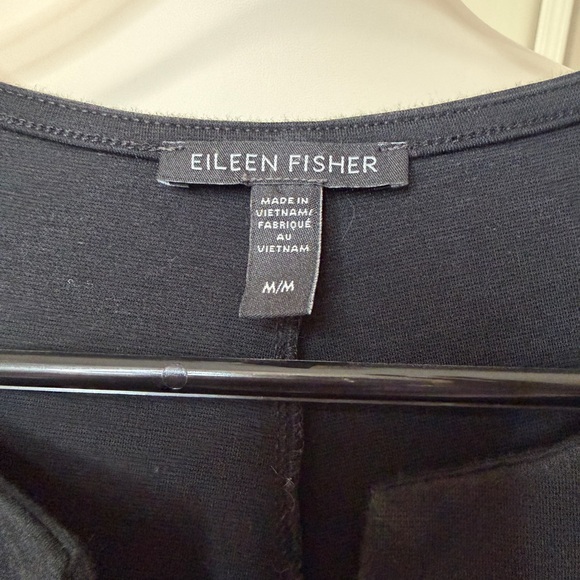 EILEEN FISHER
MADE IN
VIETNAM/
FABRIQUÉ
AU
VIETNAM
M/M